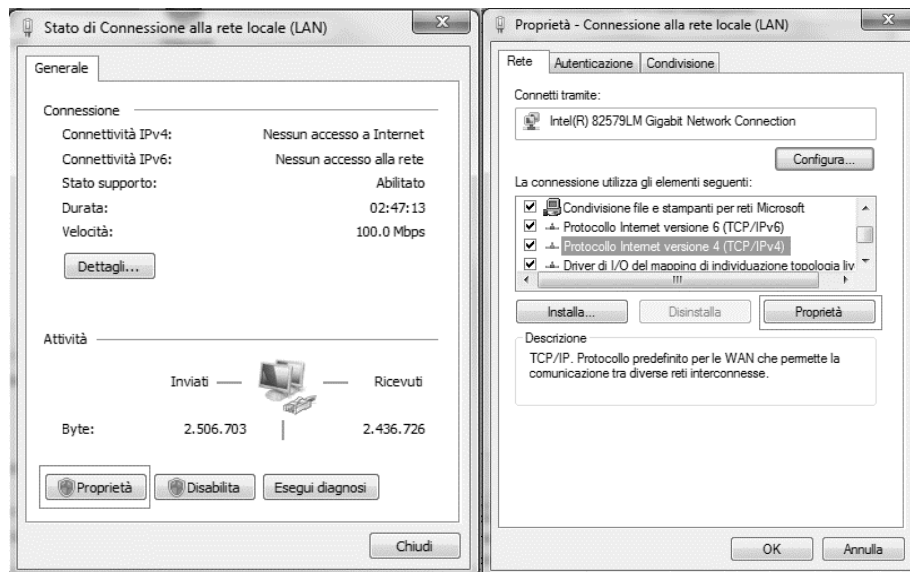 Stato di Connessione alla rete locale (LAN)
Generale
Connessione
Connettività IPv4: Nessun accesso a Internet
Connettività IPv6: Nessun accesso alla rete
Stato supporto: Abilitato
Durata: 02:47:13
Velocità: 100.0 Mbps
Dettagli...
Attività
Inviati Ricevuti
Byte: 2.506.703 2.436.726
Proprietà Disabilita Esegui diagnosi
Chiudi
Proprietà - Connessione alla rete locale (LAN)
Rete Autenticazione Condivisione
Connetti tramite:
Intel(R) 82579LM Gigabit Network Connection
Configura...
La connessione utilizza gli elementi seguenti:
Condivisione file e stampanti per reti Microsoft
Protocollo Internet versione 6 (TCP/IPv6)
Protocollo Internet versione 4 (TCP/IPv4)
Driver di I/O del mapping di individuazione topologia liv
Installa... Disinstalla Proprietà
Descrizione
TCP/IP. Protocollo predefinito per le WAN che permette la
comunicazione tra diverse reti interconnesse.
OK Annulla